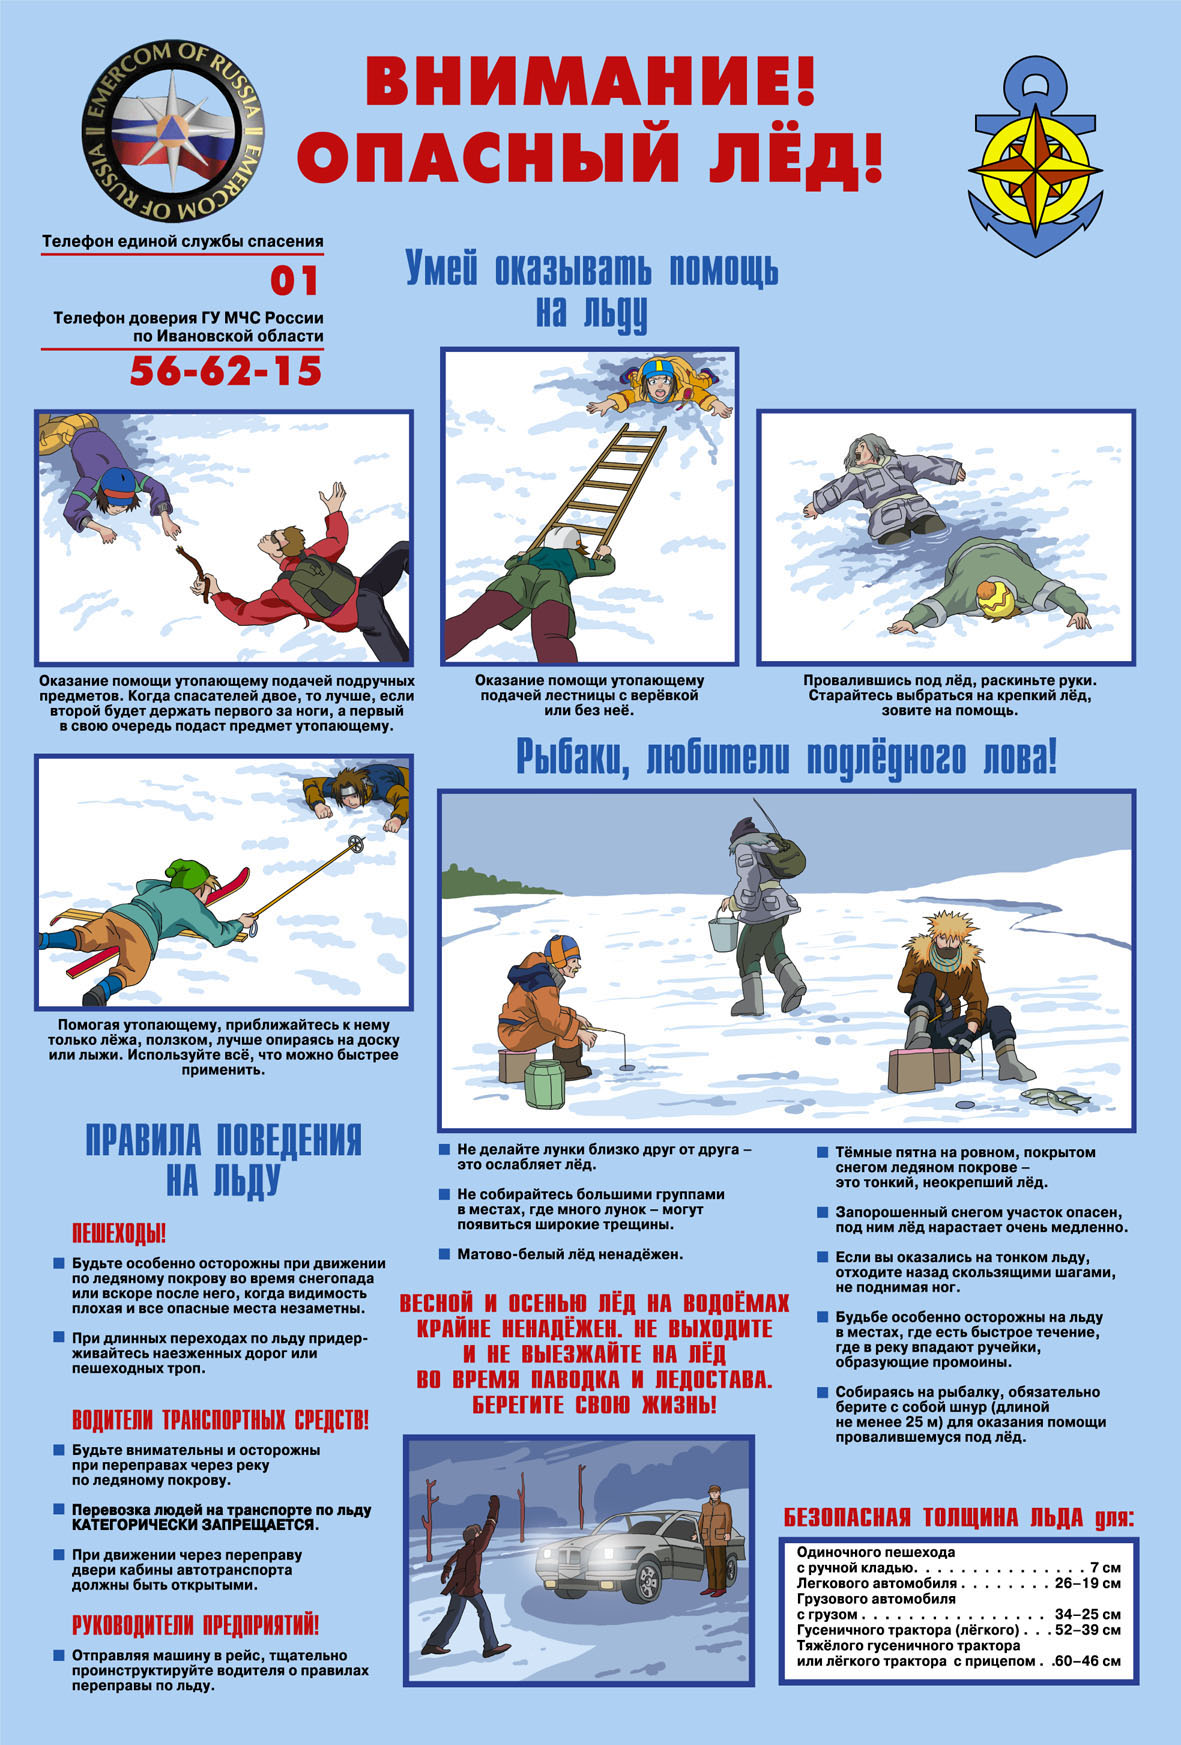 EMERCOM OF RUSSIA || EMERCOM OF RUSSIA ||
ВНИМАНИЕ!
ОПАСНЫЙ ЛЁД!
Телефон единой службы спасения
01
Телефон доверия ГУ МЧС России
по Ивановской области
56-62-15
Умей оказывать помощь
на льду
Оказание помощи утопающему подачей подручных
предметов. Когда спасателей двое, то лучше, если
второй будет держать первого за ноги, а первый
в свою очередь подаст предмет утопающему.
Оказание помощи утопающему
подачей лестницы с верёвкой
или без неё.
Провалившись под лёд, раскиньте руки.
Старайтесь выбраться на крепкий лёд,
зовите на помощь.
Помогая утопающему, приближайтесь к нему
только лёжа, ползком, лучше опираясь на доску
или лыжи. Используйте всё, что можно быстрее
применить.
Рыбаки, любители подлёдного лова!
Не делайте лунки близко друг от друга –
это ослабляет лёд.
Не собирайтесь большими группами
в местах, где много лунок – могут
появиться широкие трещины.
Матово-белый лёд ненадёжен.
Тёмные пятна на ровном, покрытом
снегом ледяном покрове –
это тонкий, неокрепший лёд.
Запорошенный снегом участок опасен,
под ним лёд нарастает очень медленно.
Если вы оказались на тонком льду,
отходите назад скользящими шагами,
не поднимая ног.
Будьбе особенно осторожны на льду
в местах, где есть быстрое течение,
где в реку впадают ручейки,
образующие промоины.
Собираясь на рыбалку, обязательно
берите с собой шнур (длиной
не менее 25 м) для оказания помощи
провалившемуся под лёд.
ПРАВИЛА ПОВЕДЕНИЯ
НА ЛЬДУ
ПЕШЕХОДЫ!
Будьте особенно осторожны при движении
по ледяному покрову во время снегопада
или вскоре после него, когда видимость
плохая и все опасные места незаметны.
При длинных переходах по льду придер-
живайтесь наезженных дорог или
пешеходных троп.
ВОДИТЕЛИ ТРАНСПОРТНЫХ СРЕДСТВ!
Будьте внимательны и осторожны
при переправах через реку
по ледяному покрову.
Перевозка людей на транспорте по льду
КАТЕГОРИЧЕСКИ ЗАПРЕЩАЕТСЯ.
При движении через переправу
двери кабины автотранспорта
должны быть открытыми.
РУКОВОДИТЕЛИ ПРЕДПРИЯТИЙ!
Отправляя машину в рейс, тщательно
проинструктируйте водителя о правилах
переправы по льду.
ВЕСНОЙ И ОСЕНЬЮ ЛЁД НА ВОДОЁМАХ
КРАЙНЕ НЕНАДЁЖЕН. НЕ ВЫХОДИТЕ
И НЕ ВЫЕЗЖАЙТЕ НА ЛЁД
ВО ВРЕМЯ ПАВОДКА И ЛЕДОСТАВА.
БЕРЕГИТЕ СВОЮ ЖИЗНЬ!
БЕЗОПАСНАЯ ТОЛЩИНА ЛЬДА для:
Одиночного пешехода
с ручной кладью. . . . . . . . . . . . . . . . 7 см
Легкового автомобиля . . . . . . . . 26–19 см
Грузового автомобиля
с грузом . . . . . . . . . . . . . . . . 34–25 см
Гусеничного трактора (лёгкого) . . . 52–39 см
Тяжёлого гусеничного трактора
или лёгкого трактора с прицепом . .60–46 см